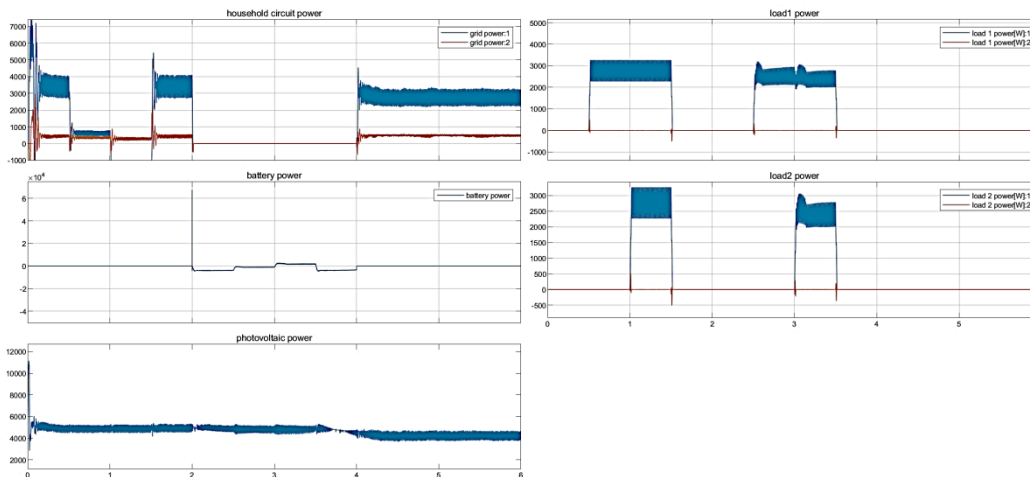 household circuit power
7000
6000
5000
4000
3000
2000
1000
0
-1000
grid power:1
grid power:2
load1 power
5000
4000
3000
2000
1000
0
-1000
load 1 power[W]:1
load 1 power[W]:2
battery power
×10⁴
6
4
2
0
-2
-4
battery power
load2 power
3000
2500
2000
1500
1000
500
0
-500
load 2 power[W]:1
load 2 power[W]:2
0 1 2 3 4 5
photovoltaic power
12000
10000
8000
6000
4000
2000
0 1 2 3 4 5 6